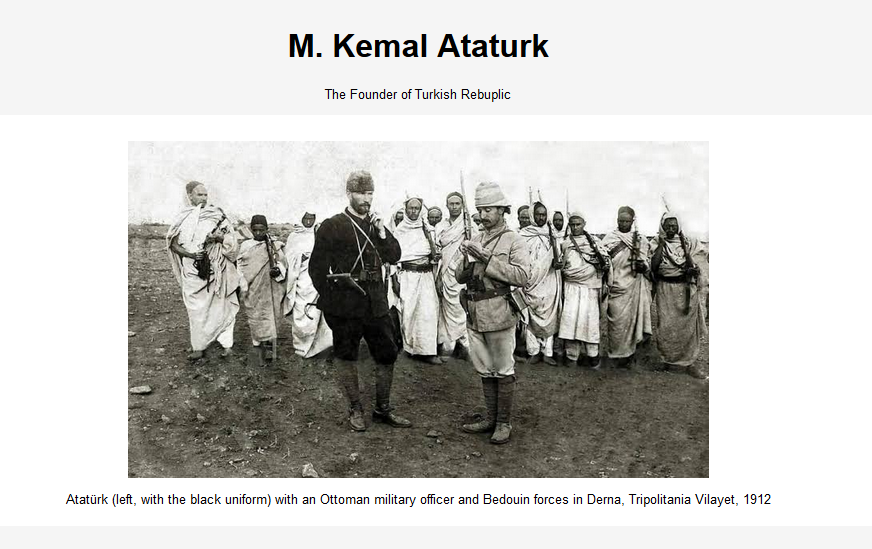 M. Kemal Ataturk
The Founder of Turkish Rebuplic
Atatürk (left, with the black uniform) with an Ottoman military officer and Bedouin forces in Derna, Tripolitania Vilayet, 1912